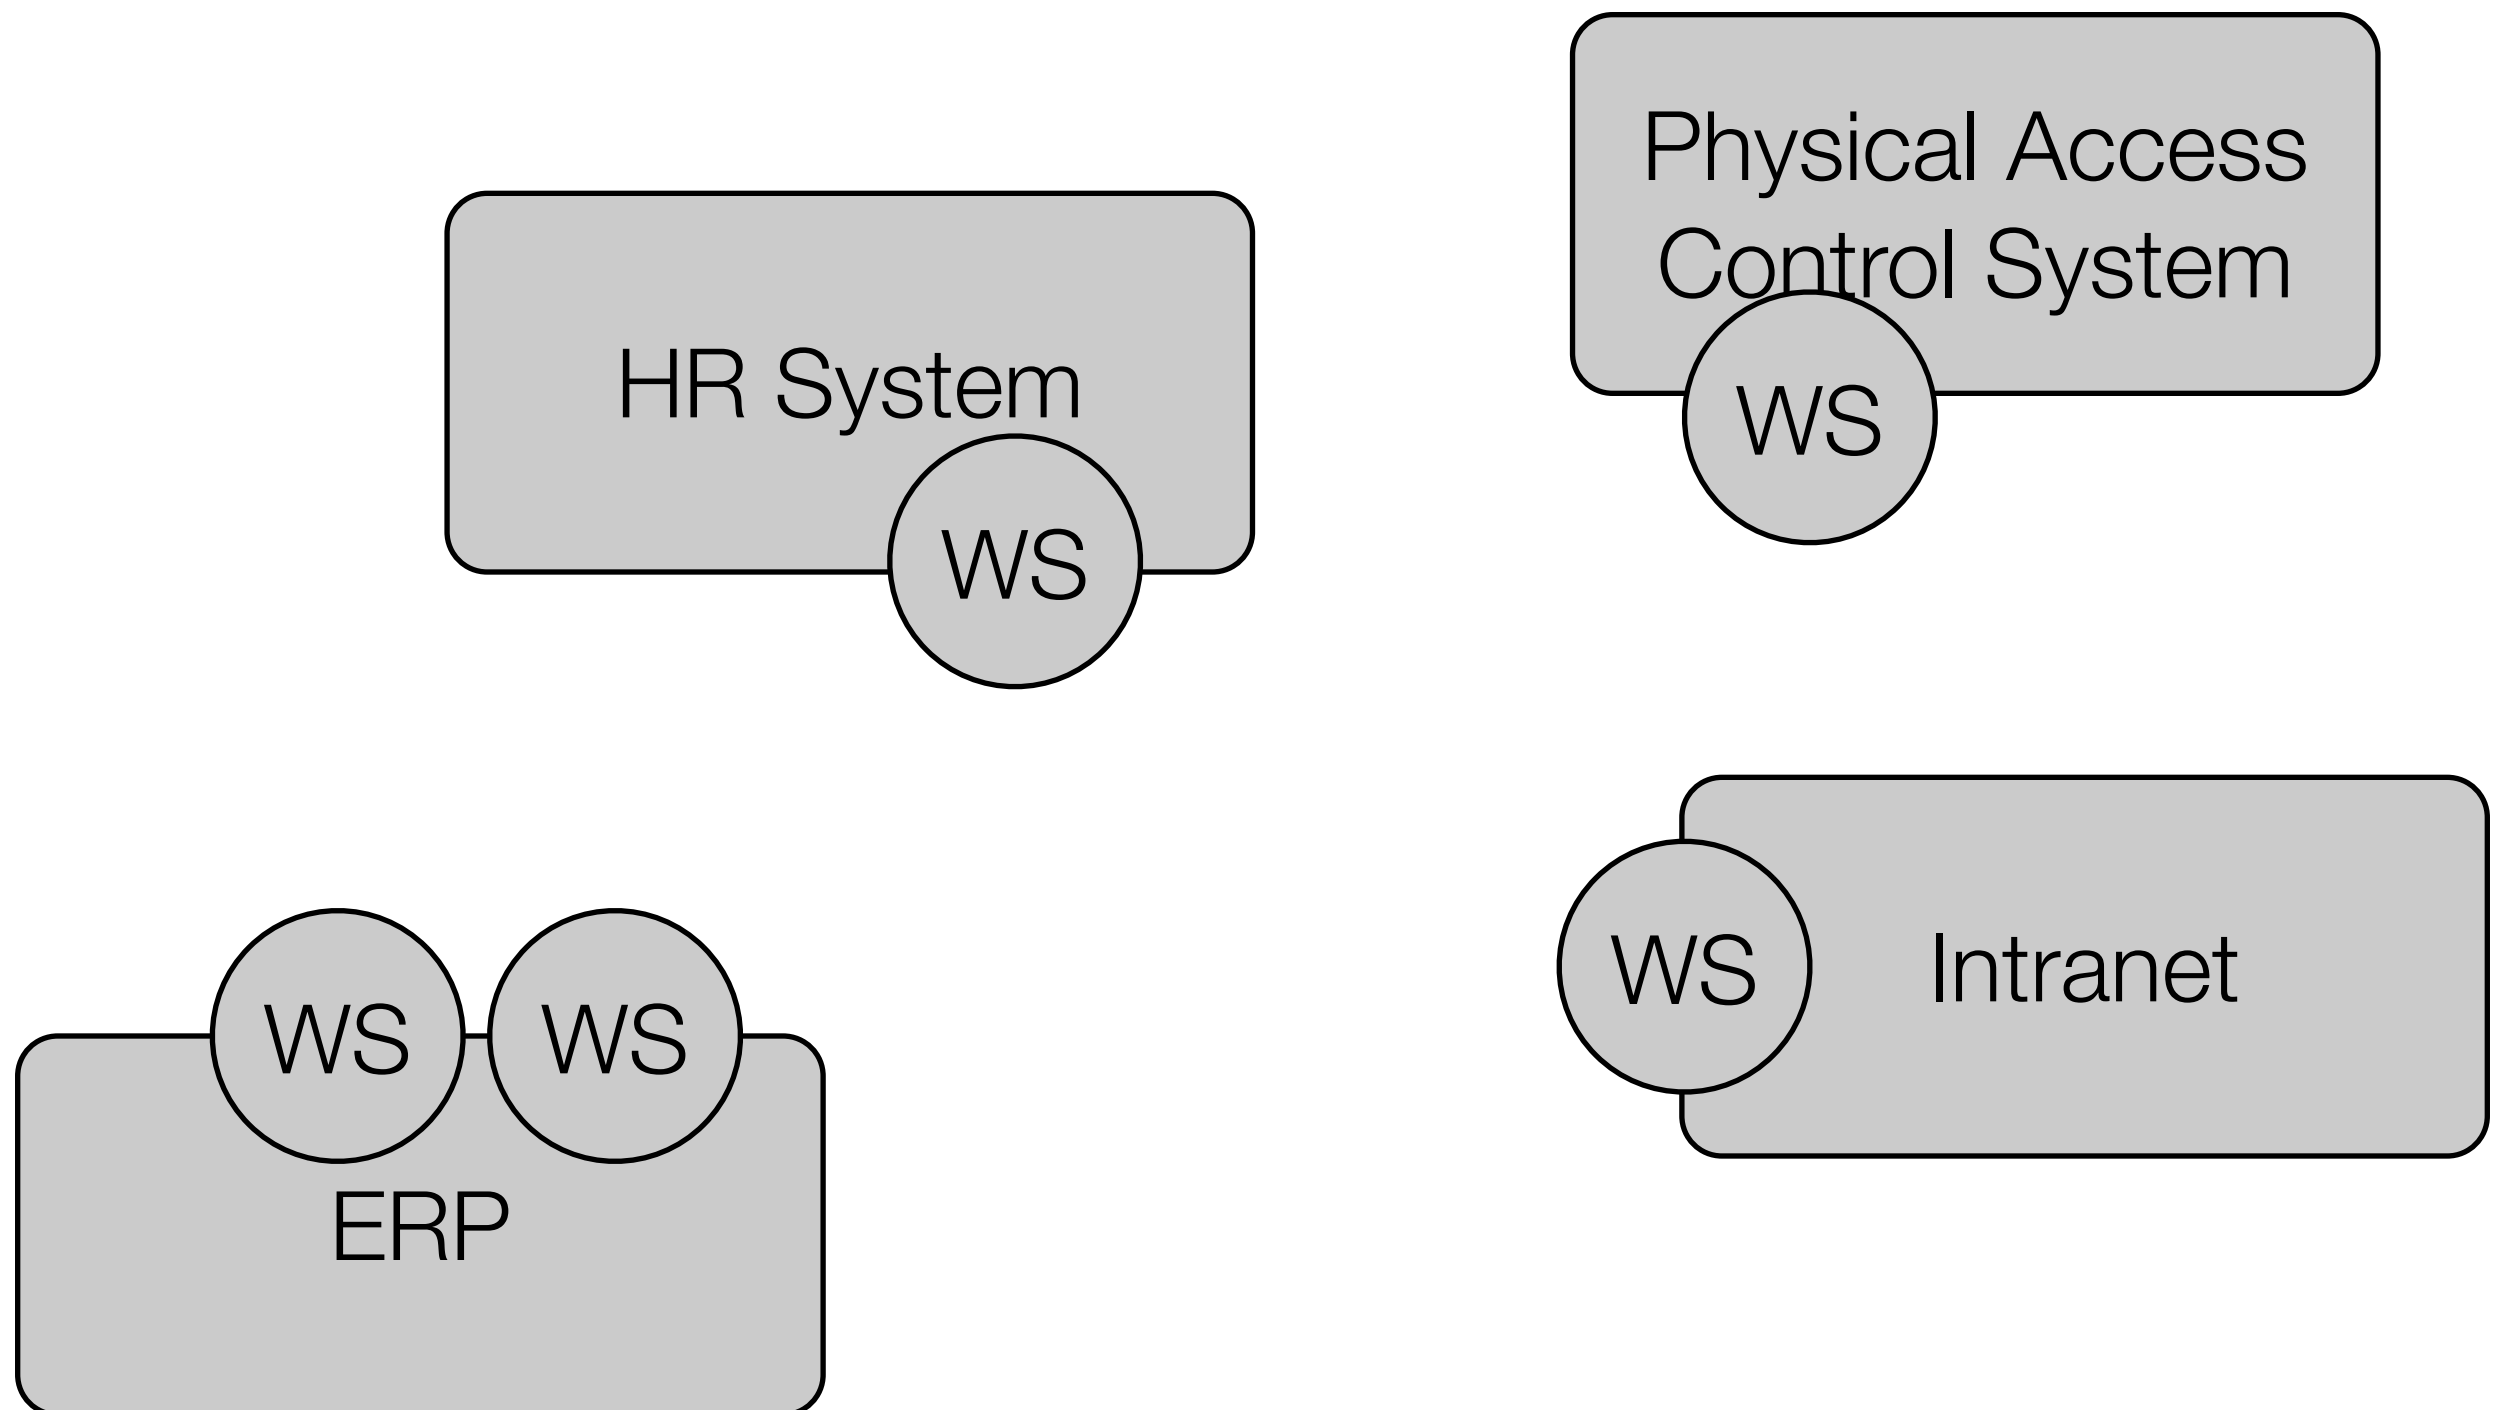 Physical Access
Control System
WS
HR System
WS
WS
Intranet
WS
WS
ERP